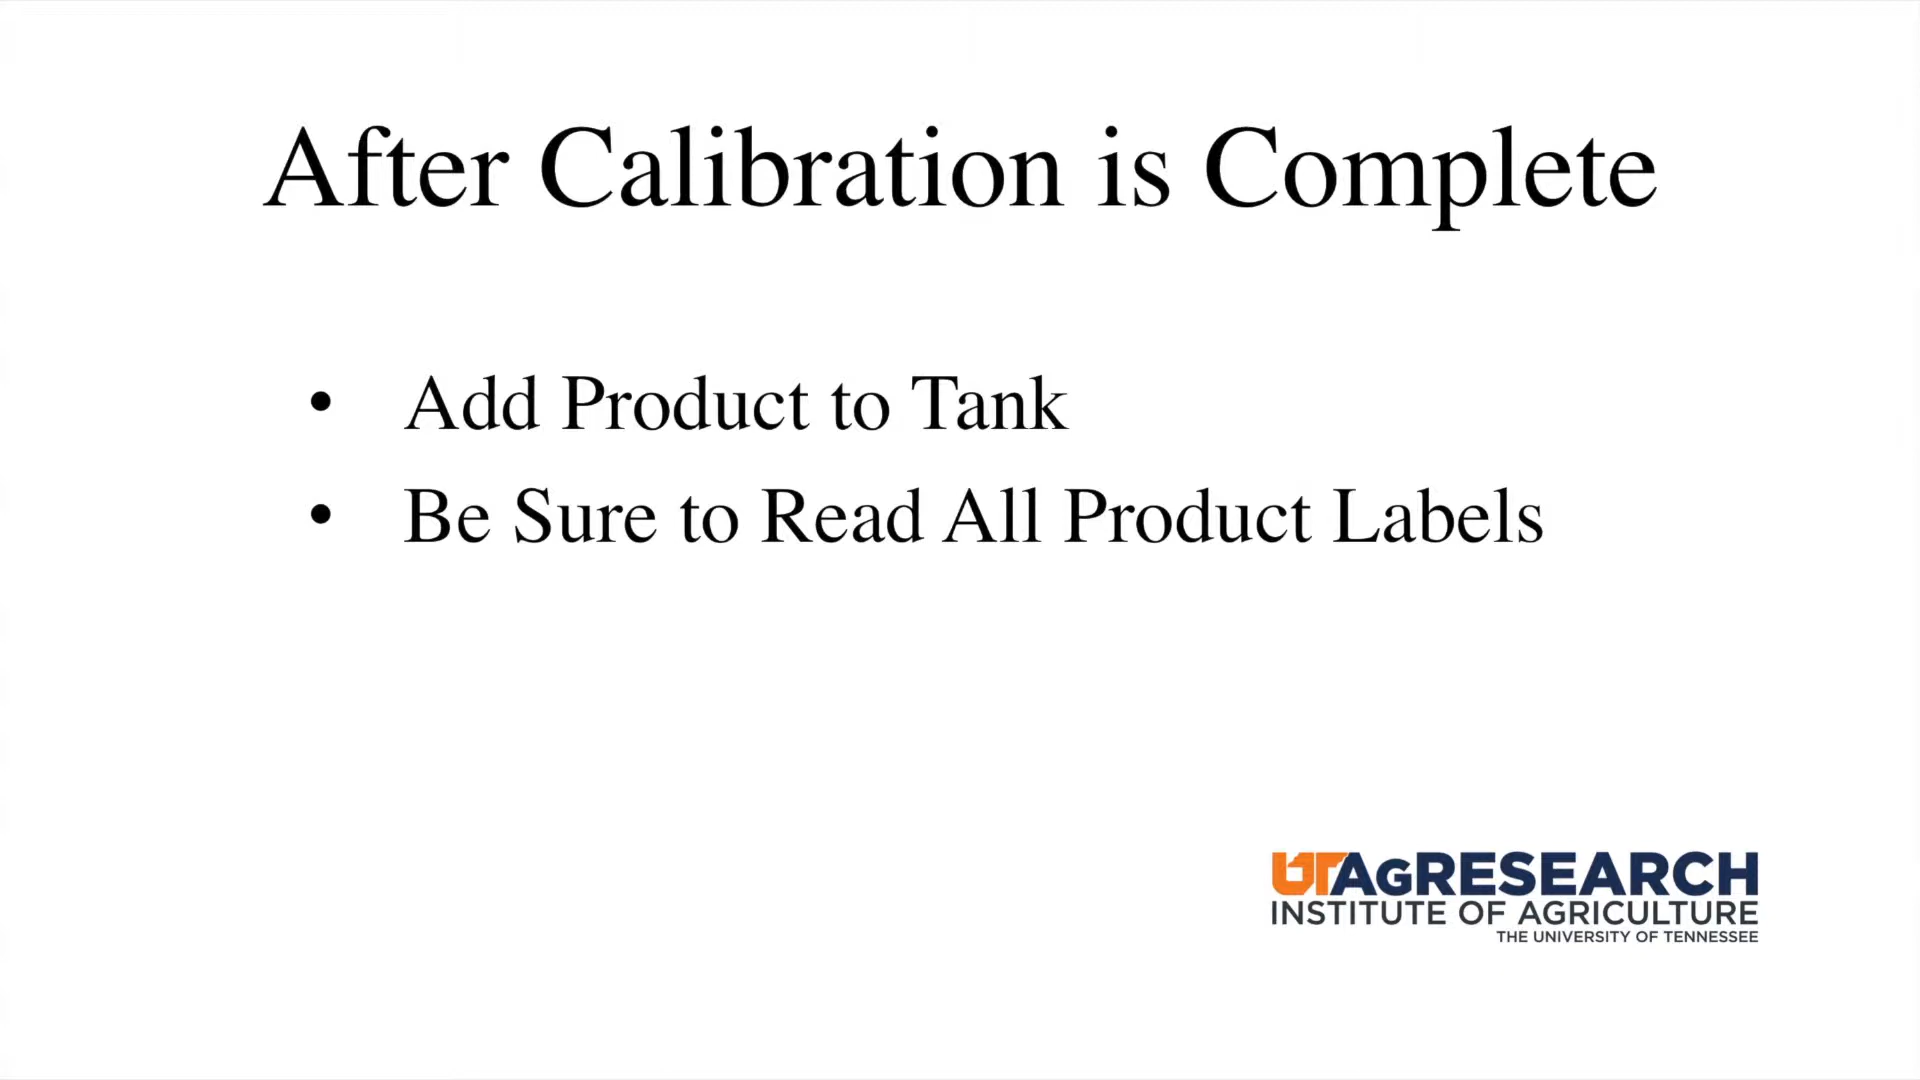 After Calibration is Complete
• Add Product to Tank
• Be Sure to Read All Product Labels
UTAgRESEARCH
INSTITUTE OF AGRICULTURE
THE UNIVERSITY OF TENNESSEE